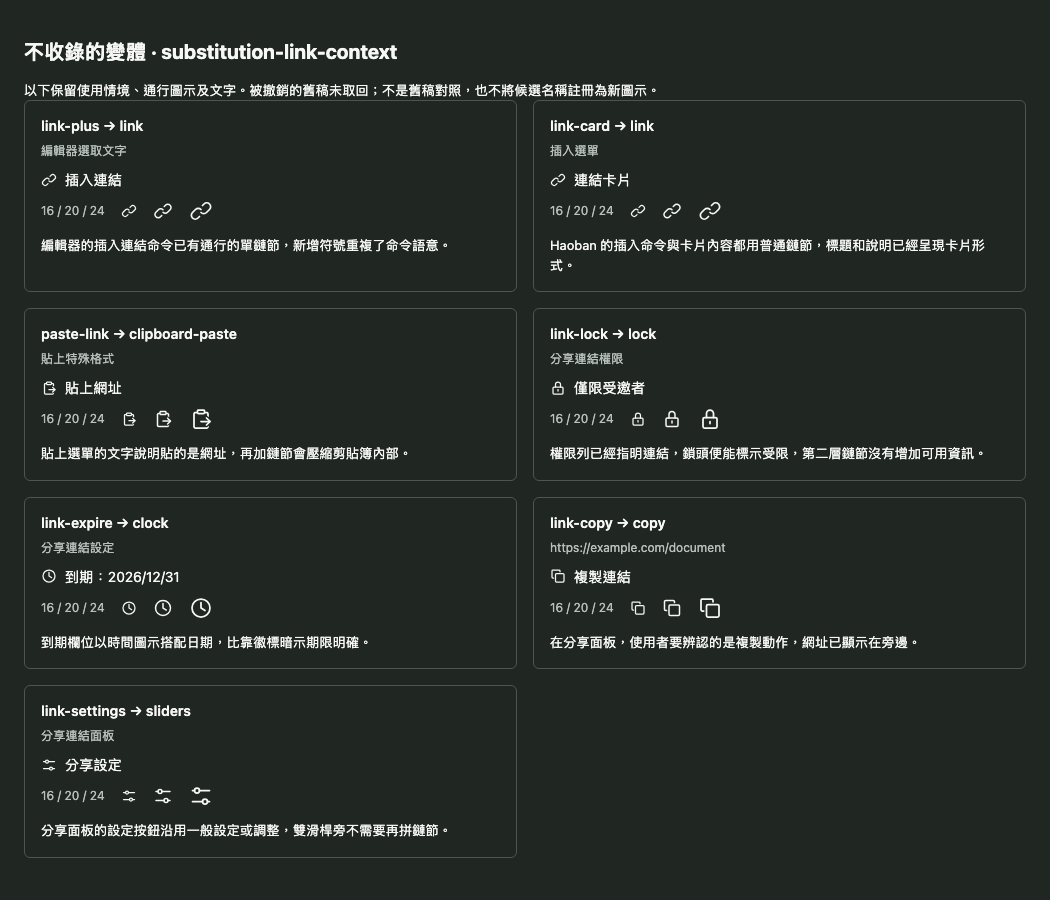 不收錄的變體 · substitution-link-context
以下保留使用情境、通行圖示及文字。被撤銷的舊稿未取回；不是舊稿對照，也不將候選名稱註冊為新圖示。
link-plus → link
編輯器選取文字
插入連結
16 / 20 / 24
編輯器的插入連結命令已有通行的單鏈節，新增符號重複了命令語意。
link-card → link
插入選單
連結卡片
16 / 20 / 24
Haoban 的插入命令與卡片內容都用普通鏈節，標題和說明已經呈現卡片形
式。
paste-link → clipboard-paste
貼上特殊格式
貼上網址
16 / 20 / 24
貼上選單的文字說明貼的是網址，再加鏈節會壓縮剪貼簿內部。
link-lock → lock
分享連結權限
僅限受邀者
16 / 20 / 24
權限列已經指明連結，鎖頭便能標示受限，第二層鏈節沒有增加可用資訊。
link-expire → clock
分享連結設定
到期：2026/12/31
16 / 20 / 24
到期欄位以時間圖示搭配日期，比靠徽標暗示期限明確。
link-copy → copy
https://example.com/document
複製連結
16 / 20 / 24
在分享面板，使用者要辨認的是複製動作，網址已顯示在旁邊。
link-settings → sliders
分享連結面板
分享設定
16 / 20 / 24
分享面板的設定按鈕沿用一般設定或調整，雙滑桿旁不需要再拼鏈節。